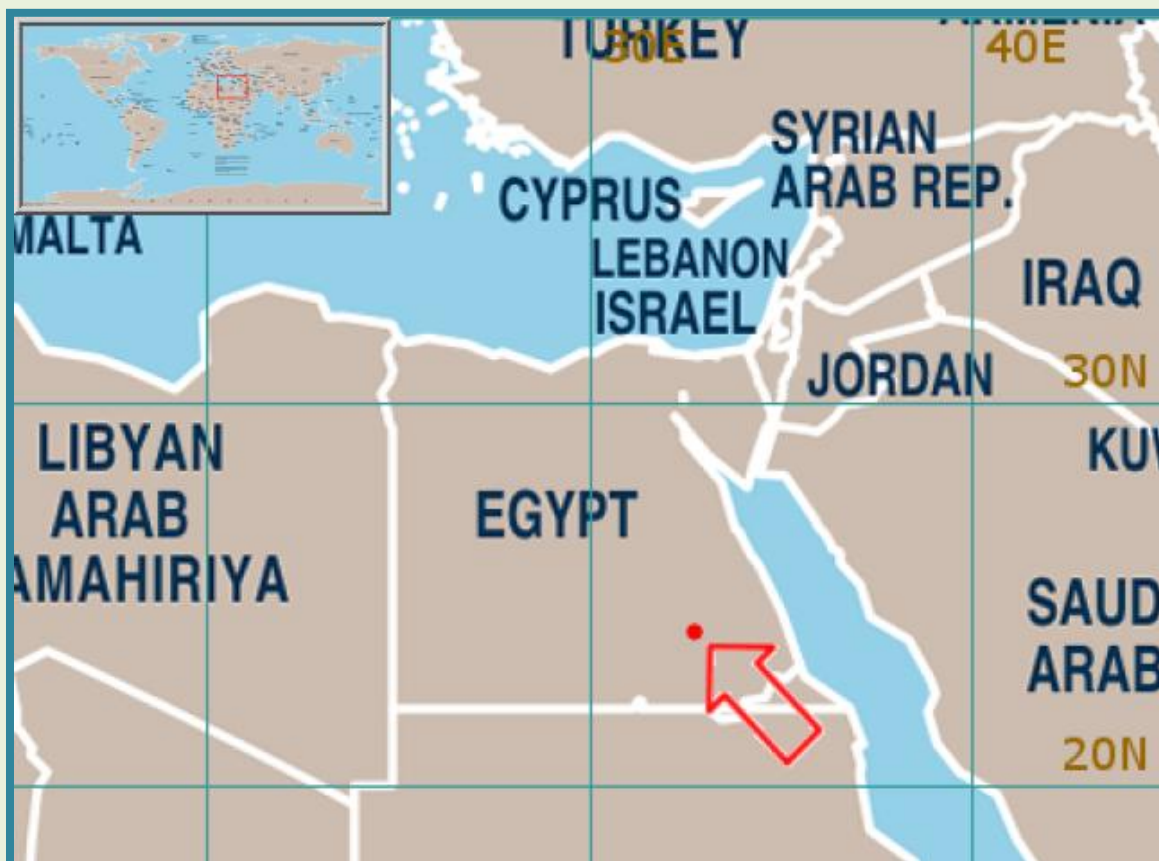 TURKEY
30E
40E
SYRIAN
ARAB REP.
CYPRUS
MALTA
LEBANON
ISRAEL
IRAQ
JORDAN
30N
LIBYAN
ARAB
AMAHIRIYA
KUW
EGYPT
SAUD
ARAB
20N